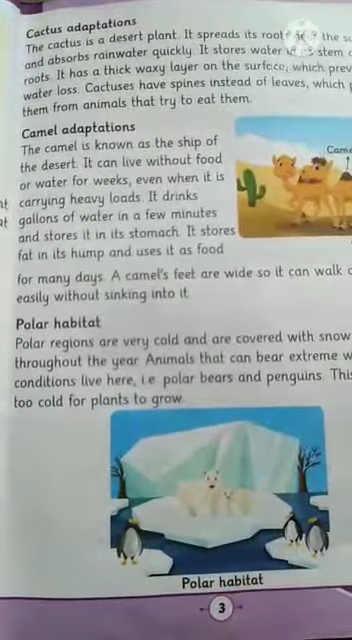 Cactus adaptations
The cactus is a desert plant. It spreads its root the
and absorbs rainwater quickly. It stores water stem
roots. It has a thick waxy layer on the surface, which
water loss. Cactuses have spines instead of leaves, which
them from animals that try to eat them.
Camel adaptations
The camel is known as the ship of
the desert. It can live without food
or water for weeks, even when it is
carrying heavy loads. It drinks
gallons of water in a few minutes
and stores it in its stomach. It stores
fat in its hump and uses it as food
for many days. A camel's feet are wide so it can walk
easily without sinking into it.
Polar habitat
Polar regions are very cold and are covered with snow
throughout the year. Animals that can bear extreme
conditions live here, i.e. polar bears and penguins.
too cold for plants to grow.
Polar habitat
3